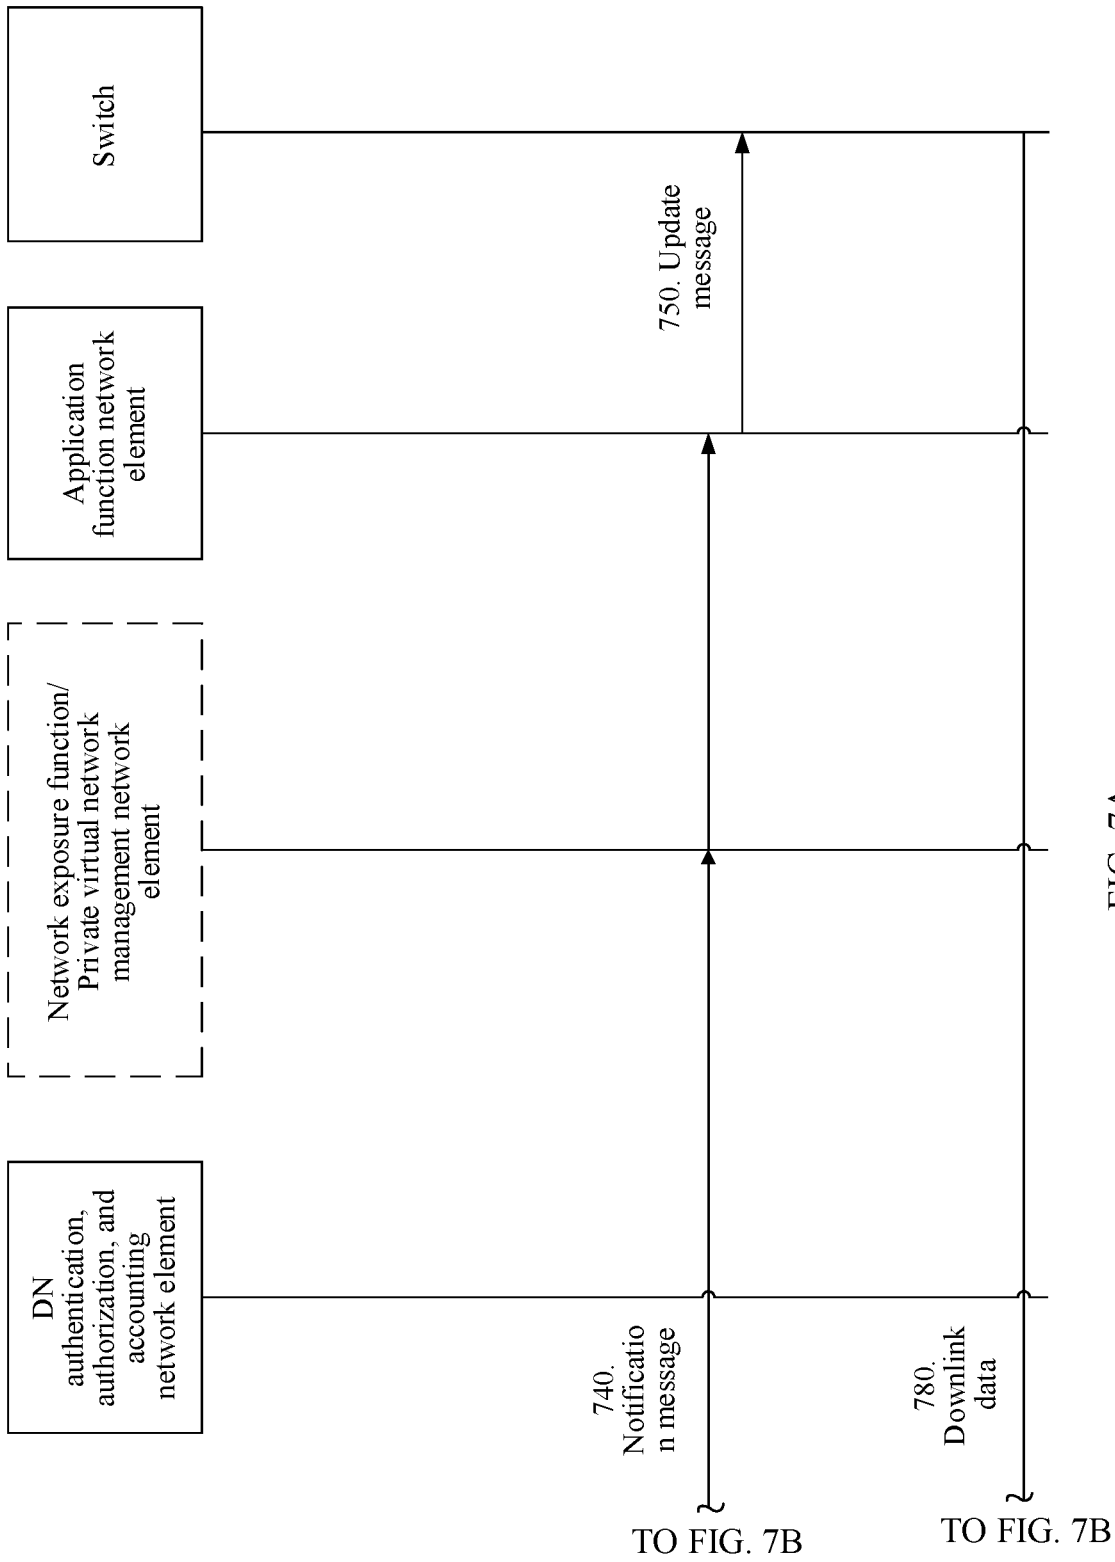 DN
authentication,
authorization, and
accounting
network element
Network exposure function/
Private virtual network
management network
element
Application
function network
element
Switch
740.
Notificatio
n message
750. Update
message
780.
Downlink
data
TO FIG. 7B
TO FIG. 7B
FIG. 7A